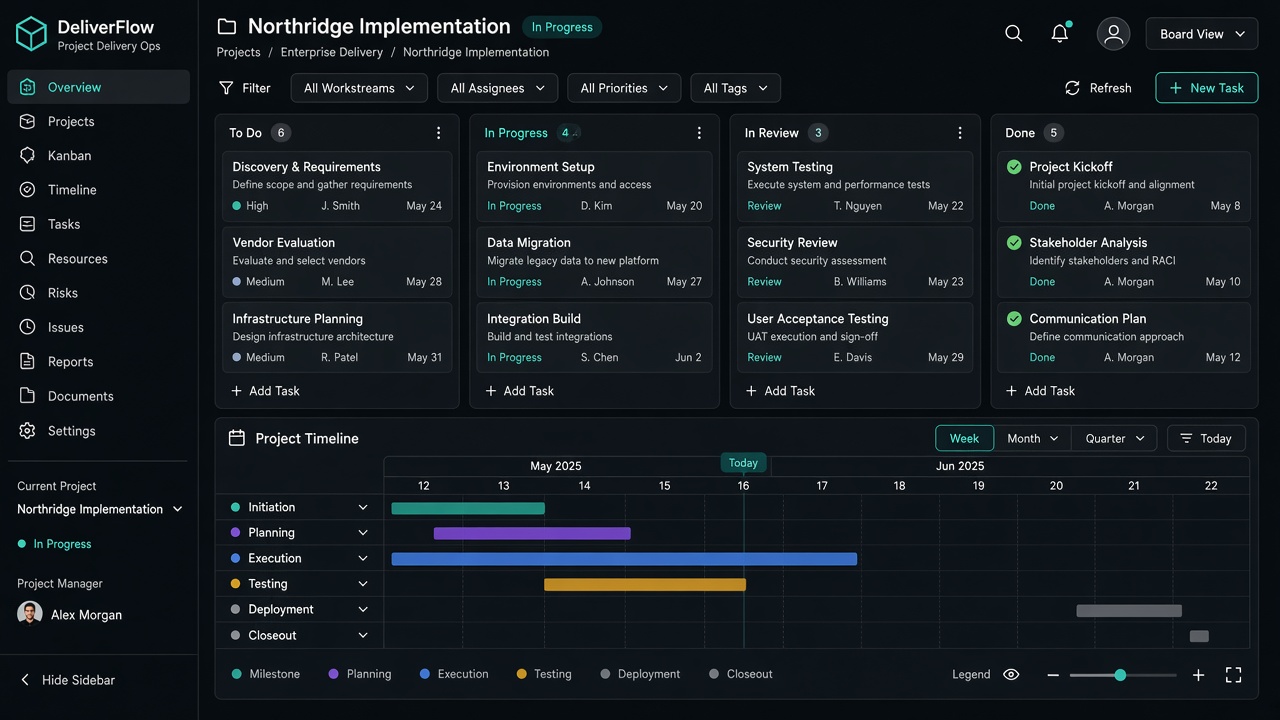 DeliverFlow
Project Delivery Ops
Overview
Projects
Kanban
Timeline
Tasks
Resources
Risks
Issues
Reports
Documents
Settings
Current Project
Northridge Implementation
In Progress
Project Manager
Alex Morgan
Hide Sidebar
Northridge Implementation In Progress
Projects / Enterprise Delivery / Northridge Implementation
Board View
Filter All Workstreams All Assignees All Priorities All Tags Refresh + New Task
To Do 6
Discovery & Requirements
Define scope and gather requirements
High J. Smith May 24
Vendor Evaluation
Evaluate and select vendors
Medium M. Lee May 28
Infrastructure Planning
Design infrastructure architecture
Medium R. Patel May 31
+ Add Task
In Progress 4
Environment Setup
Provision environments and access
In Progress D. Kim May 20
Data Migration
Migrate legacy data to new platform
In Progress A. Johnson May 27
Integration Build
Build and test integrations
In Progress S. Chen Jun 2
+ Add Task
In Review 3
System Testing
Execute system and performance tests
Review T. Nguyen May 22
Security Review
Conduct security assessment
Review B. Williams May 23
User Acceptance Testing
UAT execution and sign-off
Review E. Davis May 29
+ Add Task
Done 5
Project Kickoff
Initial project kickoff and alignment
Done A. Morgan May 8
Stakeholder Analysis
Identify stakeholders and RACI
Done A. Morgan May 10
Communication Plan
Define communication approach
Done A. Morgan May 12
+ Add Task
Project Timeline Week Month Quarter Today
May 2025 Today Jun 2025
12 13 14 15 16 17 18 19 20 21 22
Initiation
Planning
Execution
Testing
Deployment
Closeout
Milestone Planning Execution Testing Deployment Closeout Legend